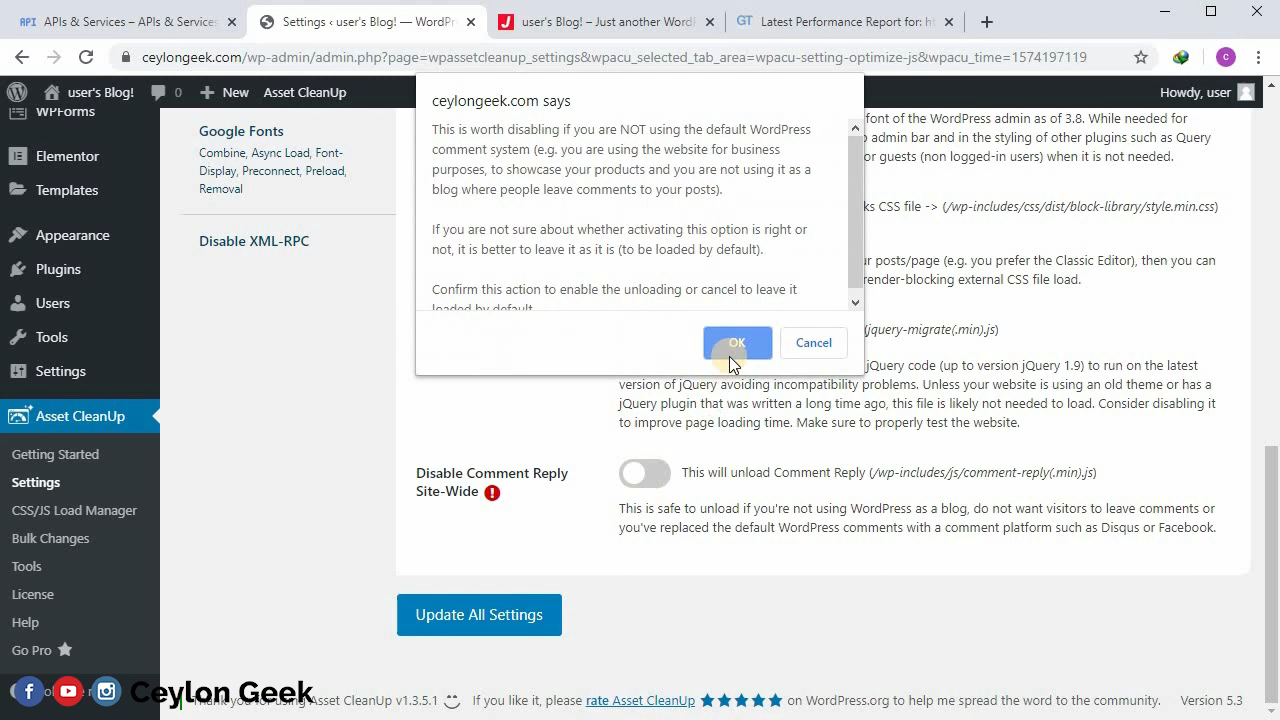 API APIs & Services – APIs & Services
Settings ‹ user's Blog! — WordPr
user's Blog! – Just another Word
GT Latest Performance Report for: ht
ceylongeek.com/wp-admin/admin.php?page=wpassetcleanup_settings&wpacu_selected_tab_area=wpacu-setting-optimize-js&wpacu_time=1574197119
c
user's Blog!
0
New
Asset CleanUp
Howdy, user
WPForms
Elementor
Templates
Appearance
Plugins
Users
Tools
Settings
Asset CleanUp
Getting Started
Settings
CSS/JS Load Manager
Bulk Changes
Tools
License
Help
Go Pro
Google Fonts
Combine, Async Load, Font-
Display, Preconnect, Preload,
Removal
Disable XML-RPC
ceylongeek.com says
This is worth disabling if you are NOT using the default WordPress
comment system (e.g. you are using the website for business
purposes, to showcase your products and you are not using it as a
blog where people leave comments to your posts).
If you are not sure about whether activating this option is right or
not, it is better to leave it as it is (to be loaded by default).
Confirm this action to enable the unloading or cancel to leave it
loaded by default
OK
Cancel
font of the WordPress admin as of 3.8. While needed for
admin bar and in the styling of other plugins such as Query
or guests (non logged-in users) when it is not needed.
ks CSS file -> (/wp-includes/css/dist/block-library/style.min.css)
ur posts/page (e.g. you prefer the Classic Editor), then you can
render-blocking external CSS file load.
(jquery-migrate(.min).js)
jQuery code (up to version jQuery 1.9) to run on the latest
version of jQuery avoiding incompatibility problems. Unless your website is using an old theme or has a
jQuery plugin that was written a long time ago, this file is likely not needed to load. Consider disabling it
to improve page loading time. Make sure to properly test the website.
Disable Comment Reply
Site-Wide
This will unload Comment Reply (/wp-includes/js/comment-reply(.min).js)
This is safe to unload if you're not using WordPress as a blog, do not want visitors to leave comments or
you've replaced the default WordPress comments with a comment platform such as Disqus or Facebook.
Update All Settings
Ceylon Geek
Thank you for using Asset CleanUp v1.3.5.1
If you like it, please rate Asset CleanUp
on WordPress.org to help me spread the word to the community.
Version 5.3